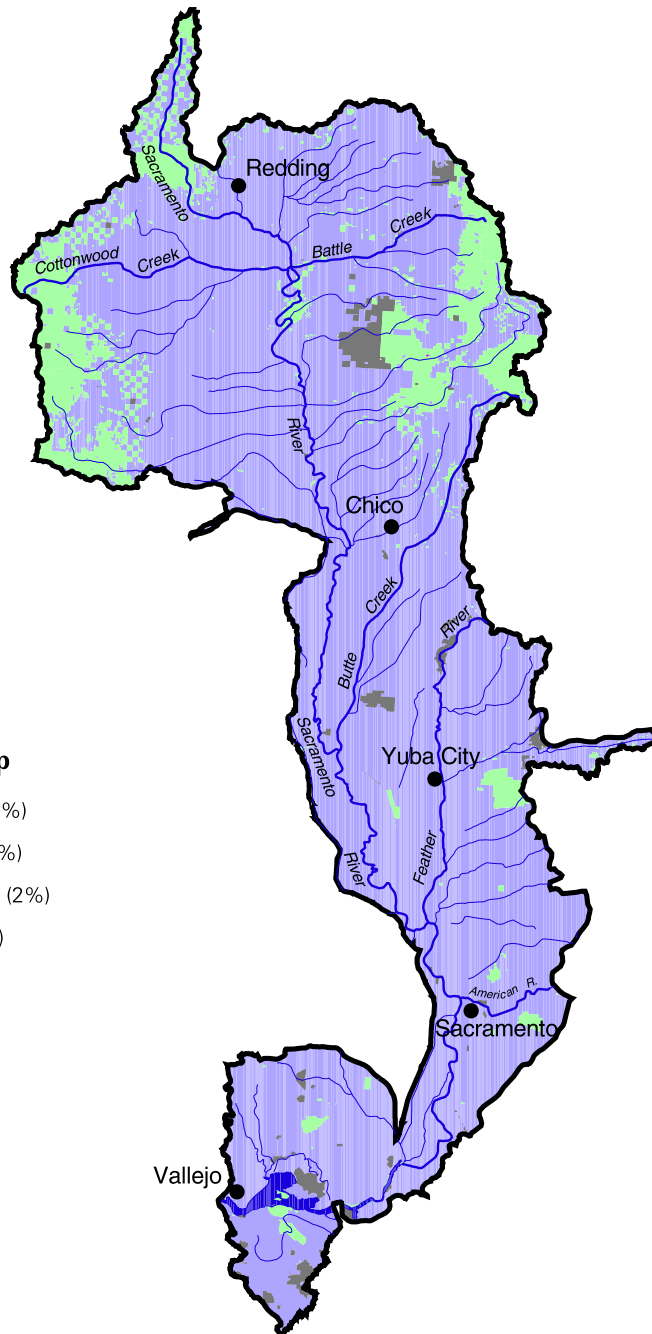 Redding
Sacramento
Creek
Battle
Cottonwood
Creek
River
Chico
Creek
River
Butte
Sacramento
Yuba City
p
%)
%)
(2%)
)
Feather
River
American R.
Sacramento
Vallejo